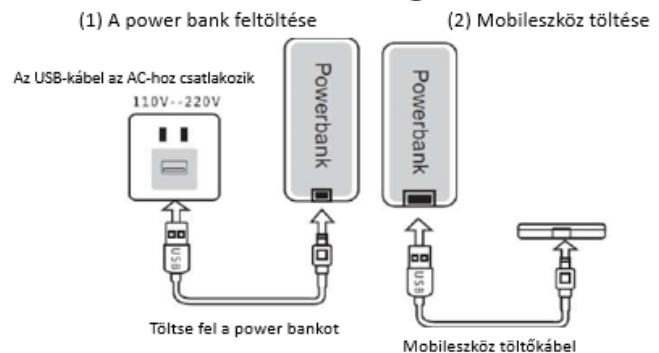 (1) A power bank feltöltése
(2) Mobileszköz töltése
Az USB-kábel az AC-hoz csatlakozik
110V--220V
Powerbank
Powerbank
USB
USB
Töltse fel a power bankot
Mobileszköz töltőkábel